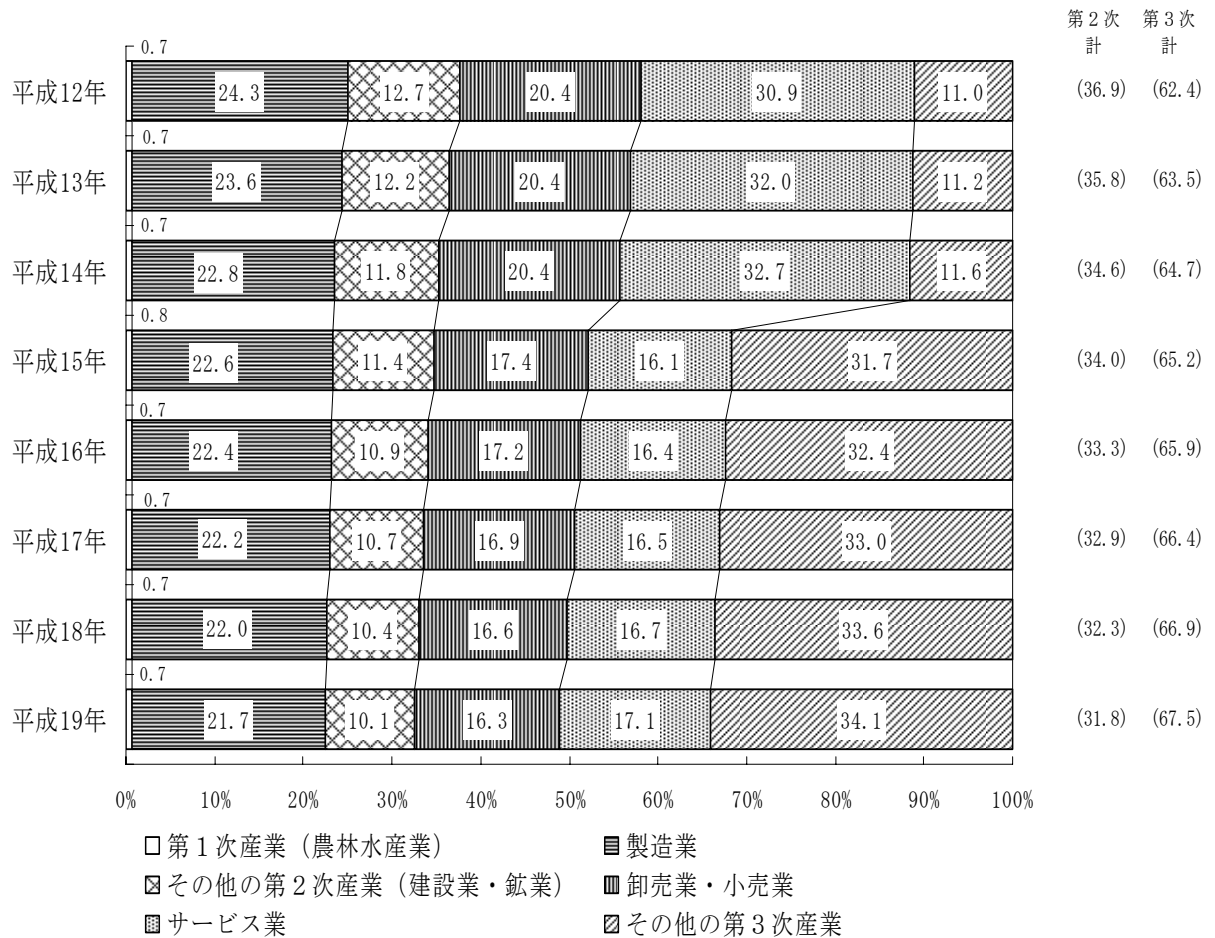 第２次 第３次
計 計
0.7
平成12年 24.3 12.7 20.4 30.9 11.0 (36.9) (62.4)
0.7
平成13年 23.6 12.2 20.4 32.0 11.2 (35.8) (63.5)
0.7
平成14年 22.8 11.8 20.4 32.7 11.6 (34.6) (64.7)
0.8
平成15年 22.6 11.4 17.4 16.1 31.7 (34.0) (65.2)
0.7
平成16年 22.4 10.9 17.2 16.4 32.4 (33.3) (65.9)
0.7
平成17年 22.2 10.7 16.9 16.5 33.0 (32.9) (66.4)
0.7
平成18年 22.0 10.4 16.6 16.7 33.6 (32.3) (66.9)
0.7
平成19年 21.7 10.1 16.3 17.1 34.1 (31.8) (67.5)
0% 10% 20% 30% 40% 50% 60% 70% 80% 90% 100%
第１次産業（農林水産業） 製造業
その他の第２次産業（建設業・鉱業） 卸売業・小売業
サービス業 その他の第３次産業